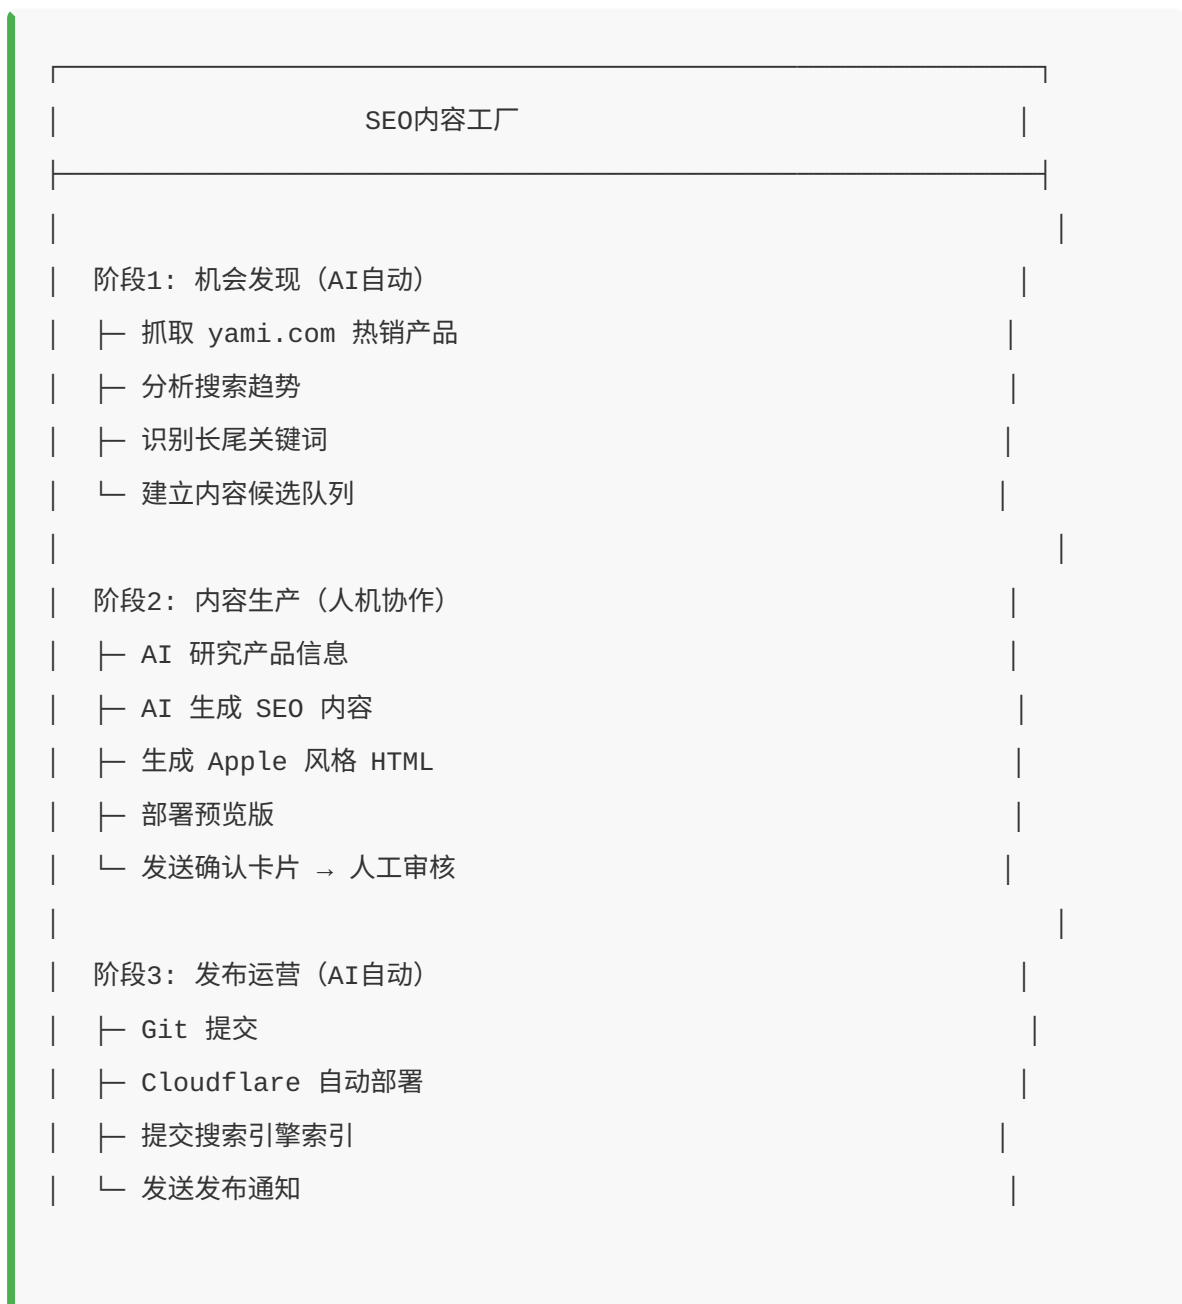 SEO内容工厂
阶段1: 机会发现（AI自动）
├─ 抓取 yami.com 热销产品
├─ 分析搜索趋势
├─ 识别长尾关键词
└─ 建立内容候选队列
阶段2: 内容生产（人机协作）
├─ AI 研究产品信息
├─ AI 生成 SEO 内容
├─ 生成 Apple 风格 HTML
├─ 部署预览版
└─ 发送确认卡片 → 人工审核
阶段3: 发布运营（AI自动）
├─ Git 提交
├─ Cloudflare 自动部署
├─ 提交搜索引擎索引
└─ 发送发布通知